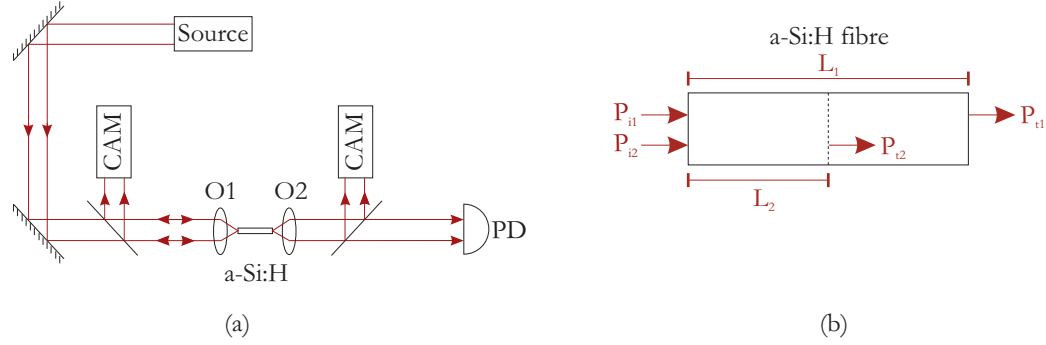 Source
CAM
CAM
O1
O2
PD
a-Si:H
(a)
a-Si:H fibre
L1
Pi1
Pi2
Pt1
Pt2
L2
(b)